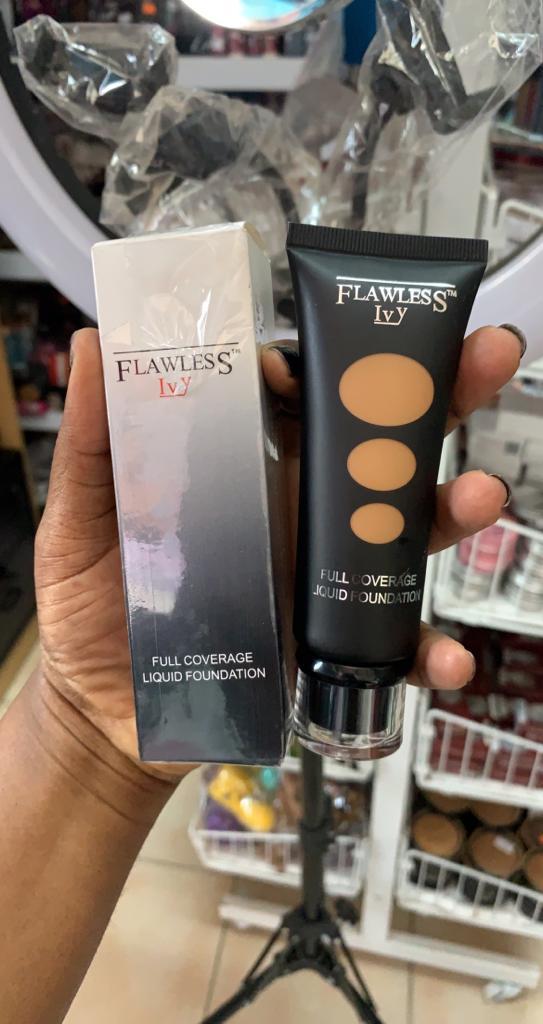 FLAWLESS™
Ivy
FULL COVERAGE
LIQUID FOUNDATION
FLAWLESS™
Ivy
FULL COVERAGE
LIQUID FOUNDATION